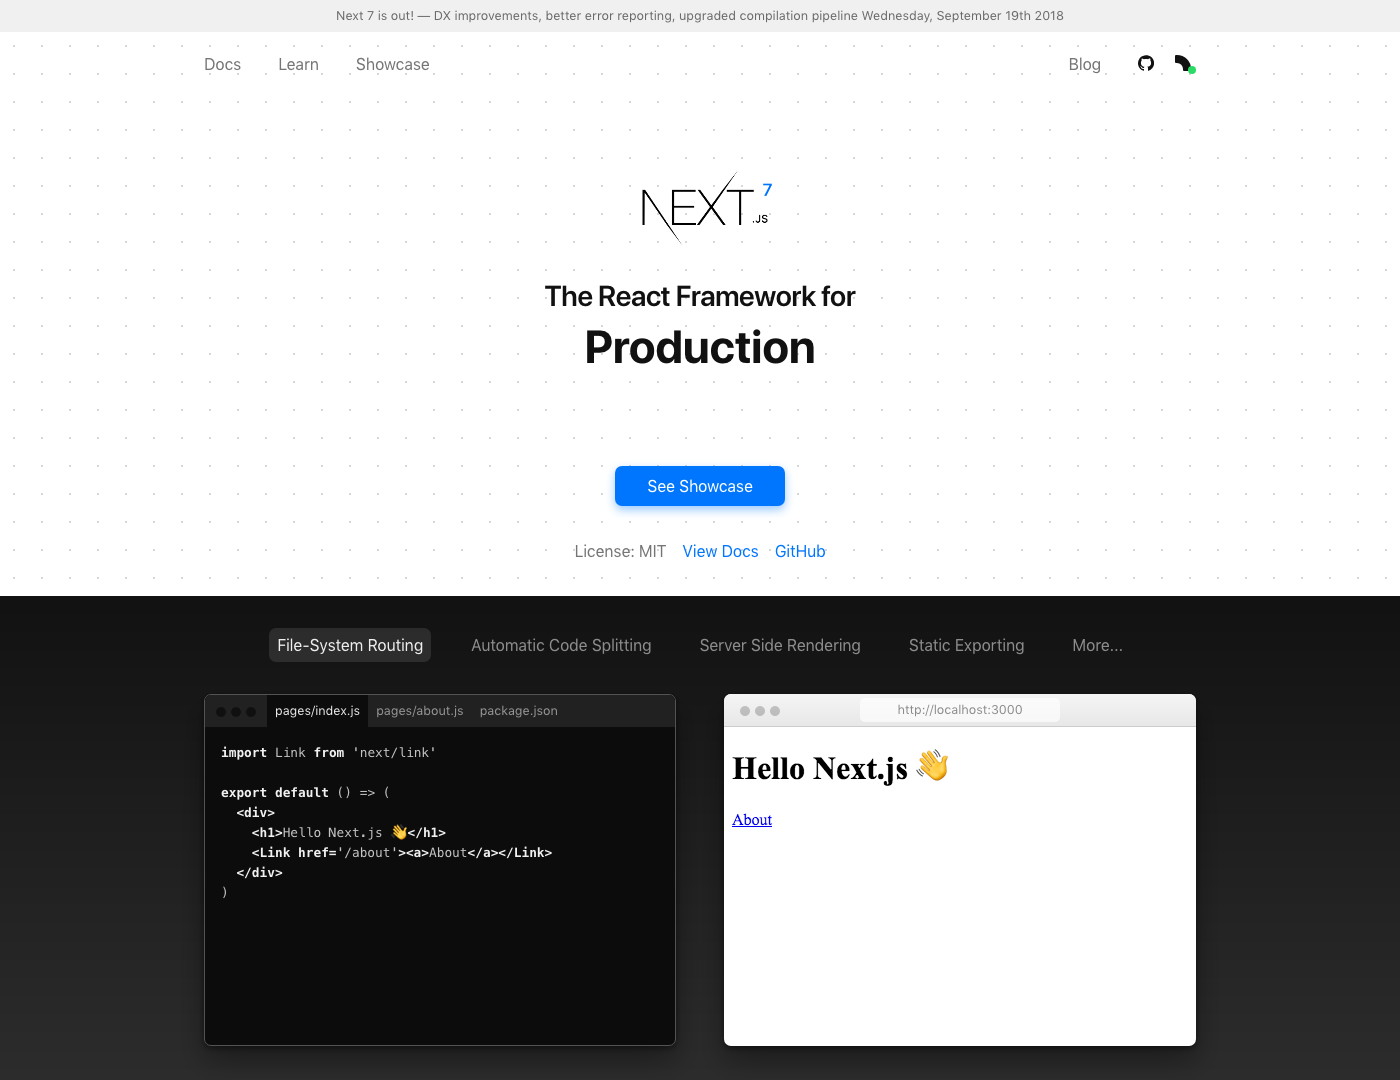 Next 7 is out! — DX improvements, better error reporting, upgraded compilation pipeline Wednesday, September 19th 2018
Docs Learn Showcase Blog
NEXT .JS 7
The React Framework for
Production
See Showcase
License: MIT View Docs GitHub
File-System Routing Automatic Code Splitting Server Side Rendering Static Exporting More...
pages/index.js pages/about.js package.json
import Link from 'next/link'
export default () => (
<div>
<h1>Hello Next.js 👋</h1>
<Link href='/about'><a>About</a></Link>
</div>
)
http://localhost:3000
Hello Next.js 👋
About